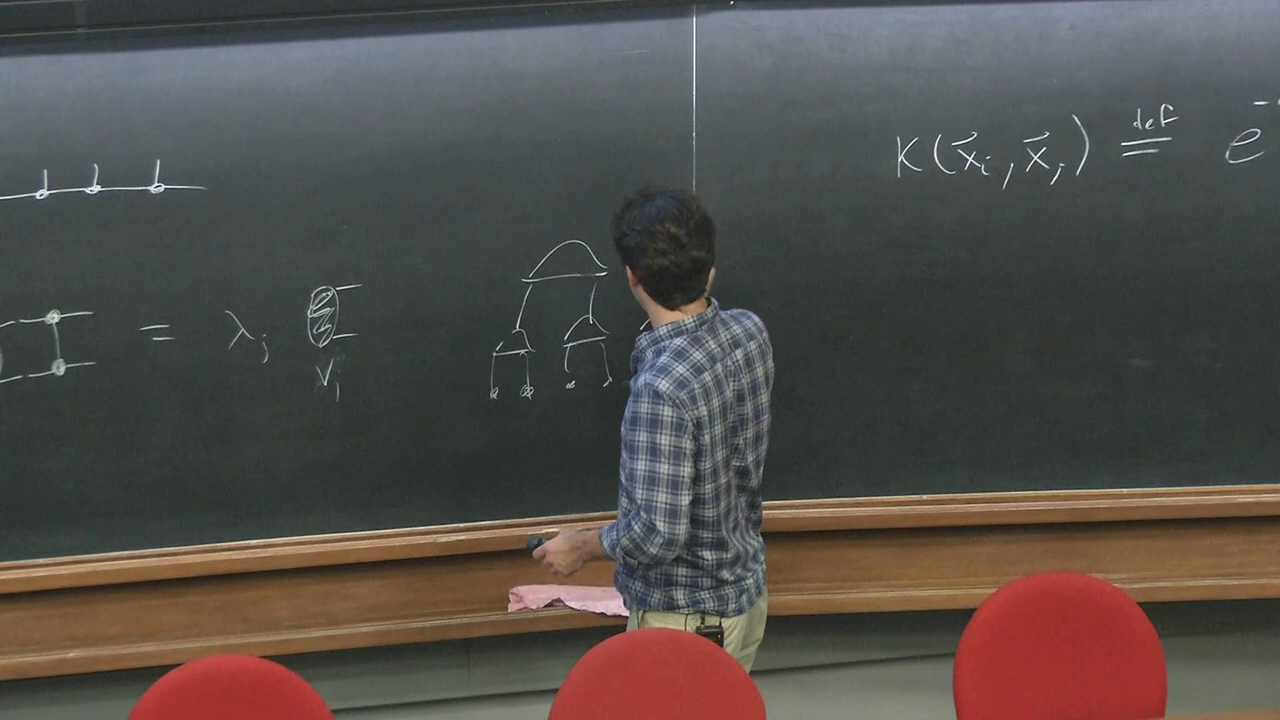 K(x⃗ᵢ, x⃗ⱼ) ≝ e⁻
= λⱼ
vⱼ